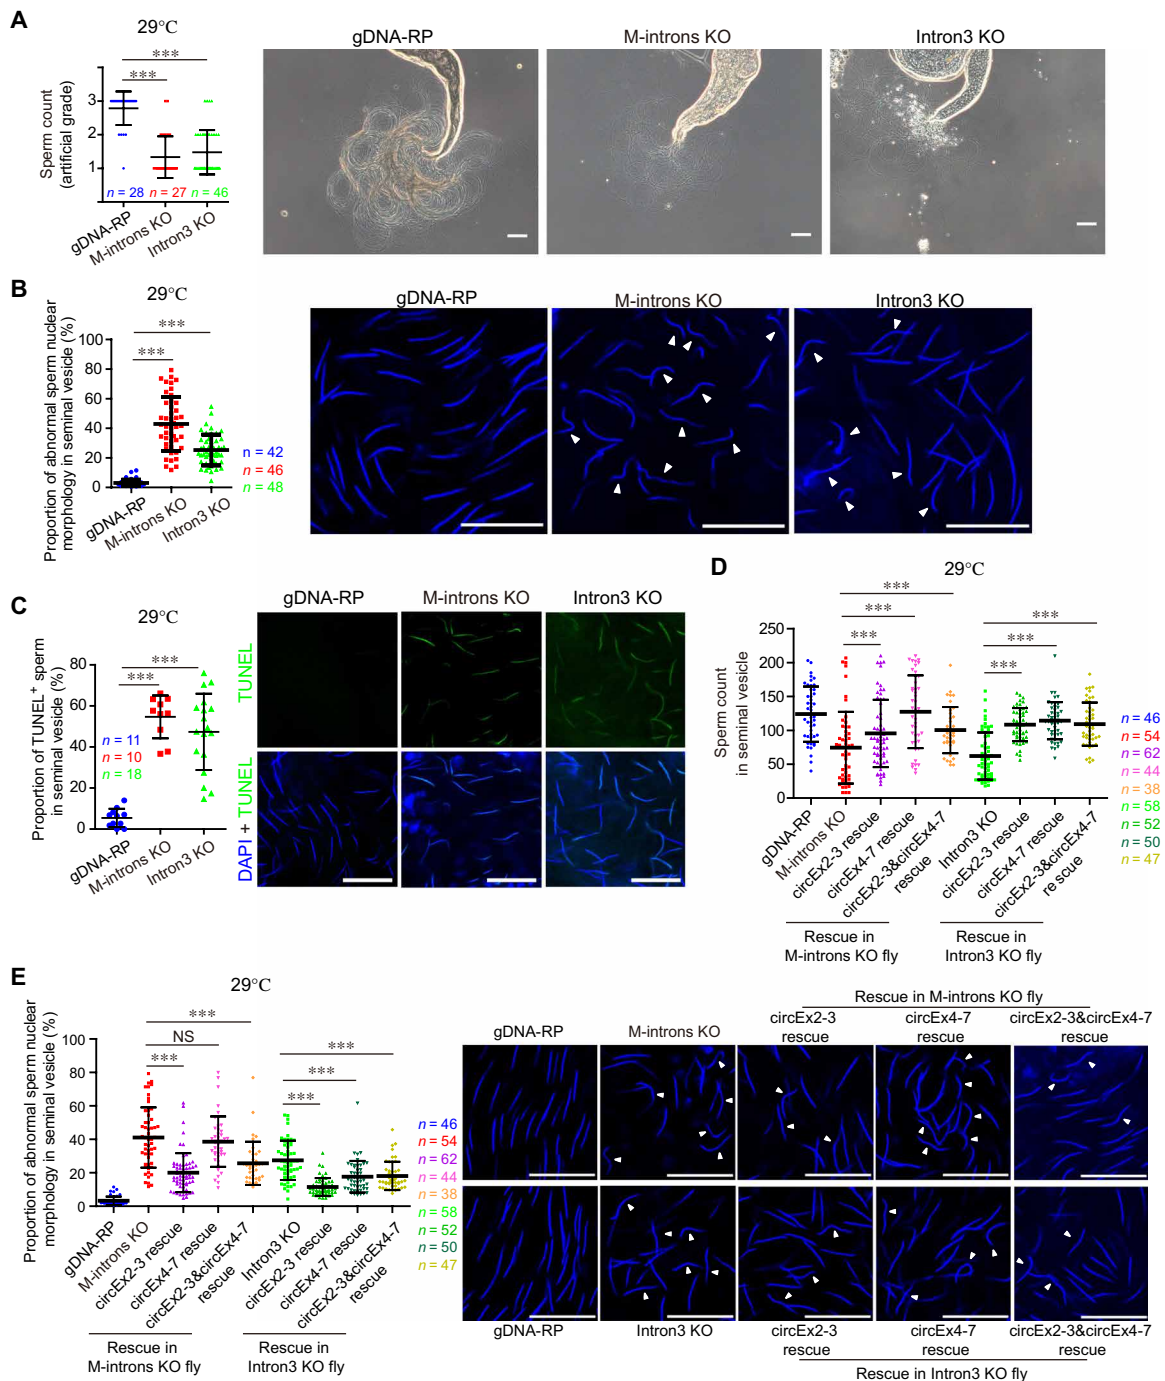 A
29°C
***
***
Sperm count
(artificial grade)
3
2
1
n = 28
n = 27
n = 46
gDNA-RP
M-introns KO
Intron3 KO
gDNA-RP
M-introns KO
Intron3 KO
B
29°C
***
***
Proportion of abnormal sperm nuclear
morphology in seminal vesicle (%)
100
80
60
40
20
0
n = 42
n = 46
n = 48
gDNA-RP
M-introns KO
Intron3 KO
gDNA-RP
M-introns KO
Intron3 KO
C
29°C
***
***
Proportion of TUNEL+ sperm
in seminal vesicle (%)
80
60
40
20
0
n = 11
n = 10
n = 18
gDNA-RP
M-introns KO
Intron3 KO
gDNA-RP
M-introns KO
Intron3 KO
TUNEL
DAPI + TUNEL
D
29°C
***
***
***
***
***
***
Sperm count
in seminal vesicle
250
200
150
100
50
0
n = 46
n = 54
n = 62
n = 44
n = 38
n = 58
n = 52
n = 50
n = 47
gDNA-RP
M-introns KO
circEx2-3 rescue
circEx4-7 rescue
circEx2-3&circEx4-7
rescue
Intron3 KO
circEx2-3 rescue
circEx4-7 rescue
circEx2-3&circEx4-7
rescue
Rescue in
M-introns KO fly
Rescue in
Intron3 KO fly
E
29°C
***
NS
***
***
***
***
Proportion of abnormal sperm nuclear
morphology in seminal vesicle (%)
100
80
60
40
20
0
n = 46
n = 54
n = 62
n = 44
n = 38
n = 58
n = 52
n = 50
n = 47
gDNA-RP
M-introns KO
circEx2-3 rescue
circEx4-7 rescue
circEx2-3&circEx4-7
rescue
Intron3 KO
circEx2-3 rescue
circEx4-7 rescue
circEx2-3&circEx4-7
rescue
Rescue in
M-introns KO fly
Rescue in
Intron3 KO fly
Rescue in M-introns KO fly
gDNA-RP
M-introns KO
circEx2-3
rescue
circEx4-7
rescue
circEx2-3&circEx4-7
rescue
gDNA-RP
Intron3 KO
circEx2-3
rescue
circEx4-7
rescue
circEx2-3&circEx4-7
rescue
Rescue in Intron3 KO fly